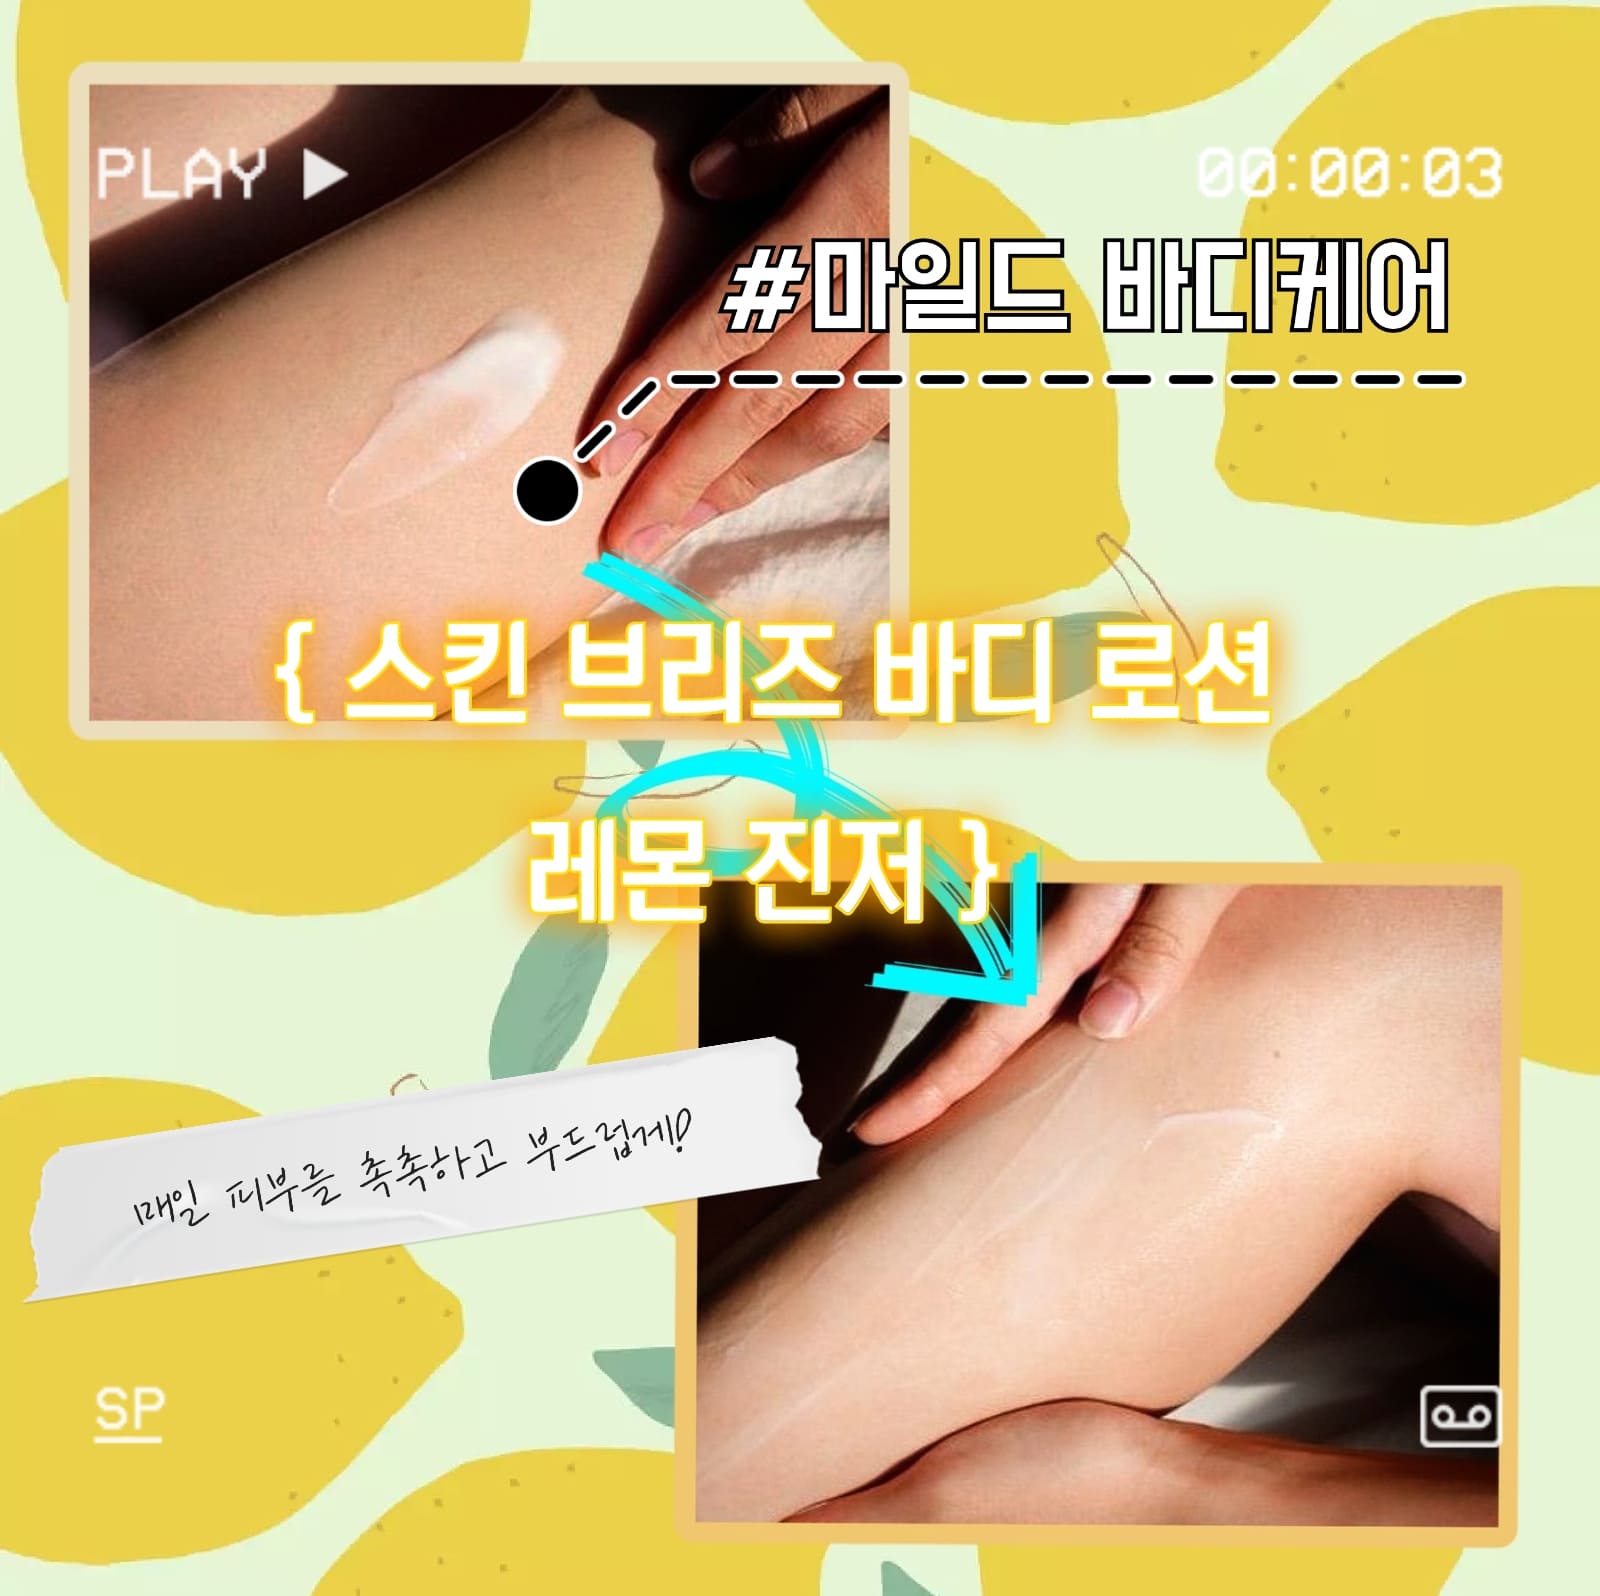 PLAY
00:00:03
#마일드 바디케어
{ 스킨 브리즈 바디 로션
레몬 진저 }
매일 피부를 촉촉하고 부드럽게!
SP